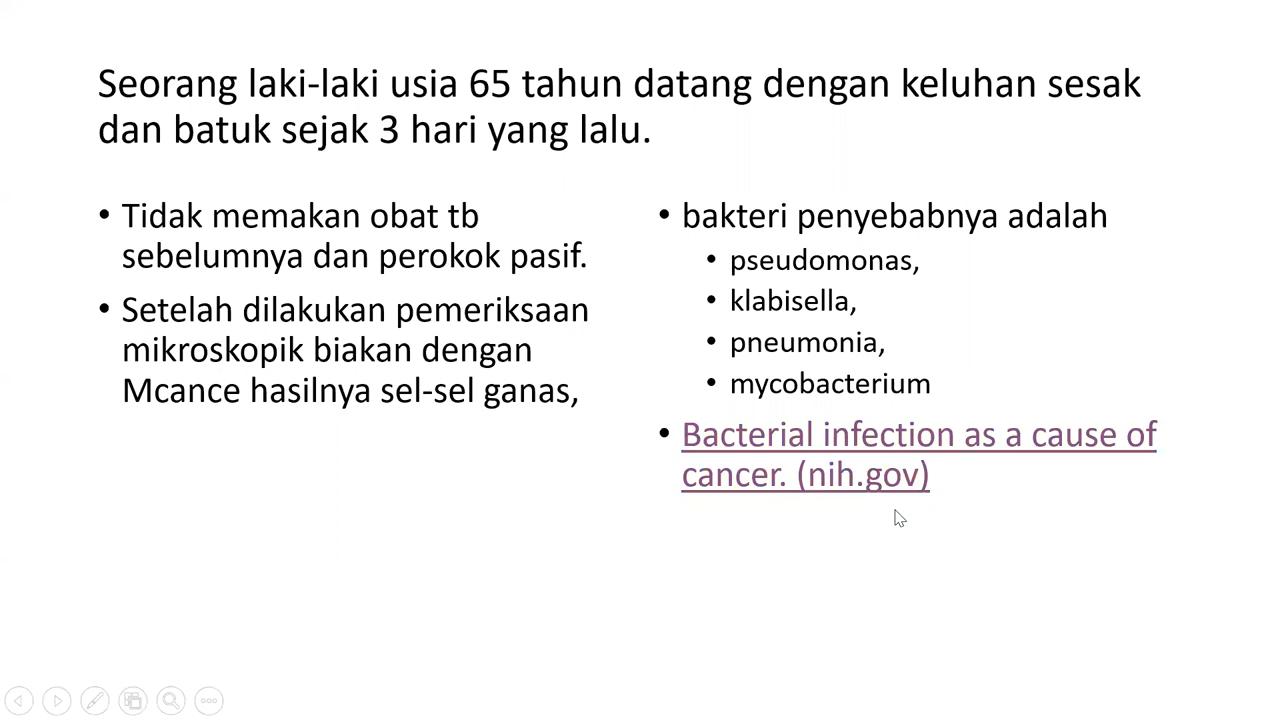 Seorang laki-laki usia 65 tahun datang dengan keluhan sesak
dan batuk sejak 3 hari yang lalu.
• Tidak memakan obat tb
sebelumnya dan perokok pasif.
• Setelah dilakukan pemeriksaan
mikroskopik biakan dengan
Mcance hasilnya sel-sel ganas,
• bakteri penyebabnya adalah
• pseudomonas,
• klabisella,
• pneumonia,
• mycobacterium
• Bacterial infection as a cause of
cancer. (nih.gov)